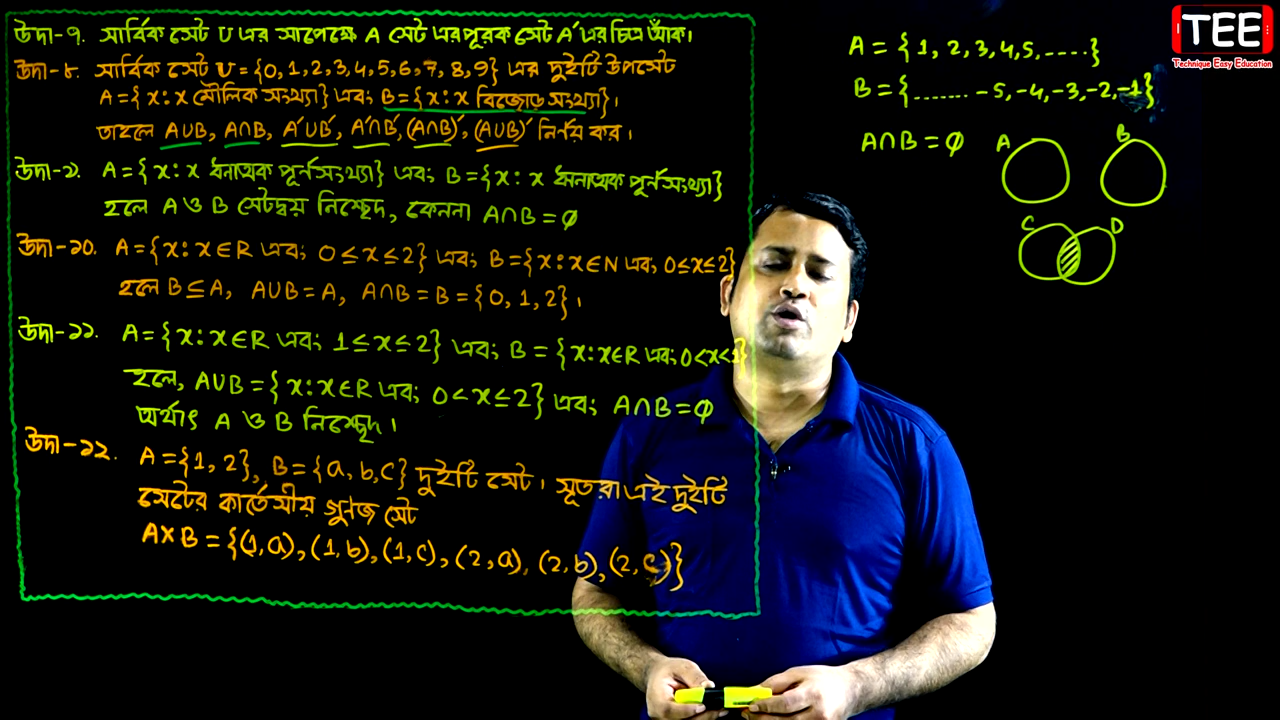 উদা-৭. সার্বিক সেট U এর সাপেক্ষে A সেট এর পূরক সেট A′ এর চিত্র আঁক।
উদা-৮. সার্বিক সেট U = {0, 1, 2, 3, 4, 5, 6, 7, 8, 9} এর দুইটি উপসেট
A = {x : x মৌলিক সংখ্যা} এবং B = {x : x বিজোড় সংখ্যা}।
তাহলে A∪B, A∩B, A′∪B′, A′∩B′, (A∩B)′, (A∪B)′ নির্ণয় কর।
উদা-৯. A = {x : x ধনাত্মক পূর্নসংখ্যা} এবং B = {x : x ঋনাত্মক পূর্নসংখ্যা}
হলে A ও B সেটদ্বয় নিশ্ছেদ, কেননা A∩B = φ
উদা-১০. A = {x : x∈R এবং 0≤x≤2} এবং B = {x : x∈N এবং 0≤x≤2}
হলে B⊆A, A∪B = A, A∩B = B = {0, 1, 2}।
উদা-১১. A = {x : x∈R এবং 1≤x≤2} এবং B = {x : x∈R এবং 0<x<1}
হলে, A∪B = {x : x∈R এবং 0<x≤2} এবং A∩B = φ
অর্থাৎ A ও B নিশ্ছেদ।
উদা-১২. A = {1, 2}, B = {a, b, c} দুইটি সেট। সূতরা এই দুইটি
সেটের কার্তেসীয় গুণজ সেট
A×B = {(1, a), (1, b), (1, c), (2, a), (2, b), (2, c)}
A = {1, 2, 3, 4, 5, .....}
B = {....... -5, -4, -3, -2, -1}
A∩B = φ
A B
C D
TEE
Technique Easy Education